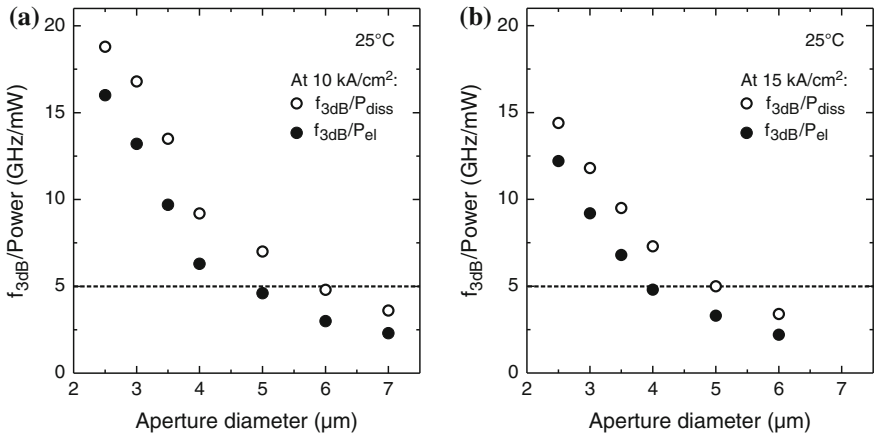 (a)
20
15
10
5
0
f3dB/Power (GHz/mW)
25°C
At 10 kA/cm²:
f3dB/Pdiss
f3dB/Pel
2 3 4 5 6 7
Aperture diameter (µm)
(b)
20
15
10
5
0
f3dB/Power (GHz/mW)
25°C
At 15 kA/cm²:
f3dB/Pdiss
f3dB/Pel
2 3 4 5 6 7
Aperture diameter (µm)